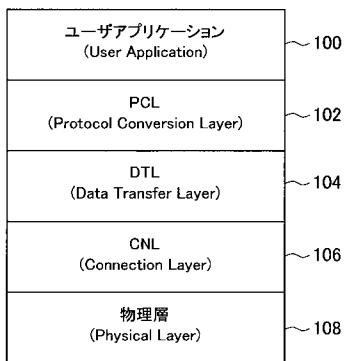 ユーザアプリケーション
(User Application)
100
PCL
(Protocol Conversion Layer)
102
DTL
(Data Transfer Layer)
104
CNL
(Connection Layer)
106
物理層
(Physical Layer)
108